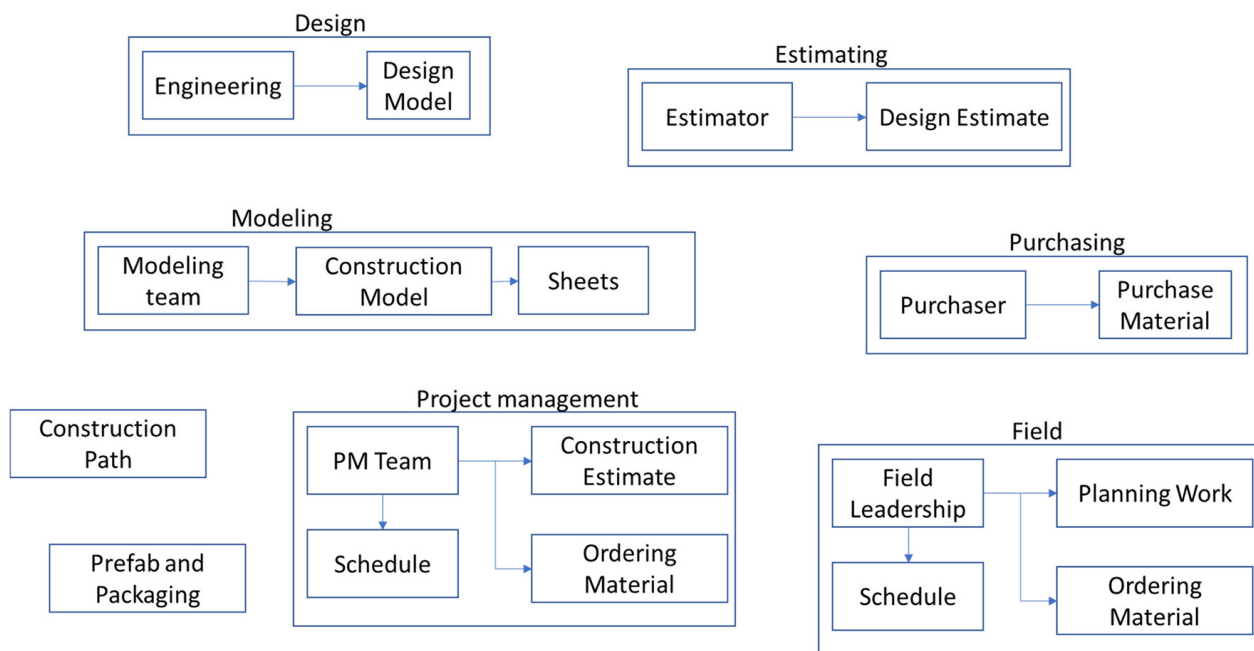 Design
Engineering
Design
Model
Estimating
Estimator
Design Estimate
Modeling
Modeling
team
Construction
Model
Sheets
Purchasing
Purchaser
Purchase
Material
Construction
Path
Prefab and
Packaging
Project management
PM Team
Construction
Estimate
Schedule
Ordering
Material
Field
Field
Leadership
Planning Work
Schedule
Ordering
Material